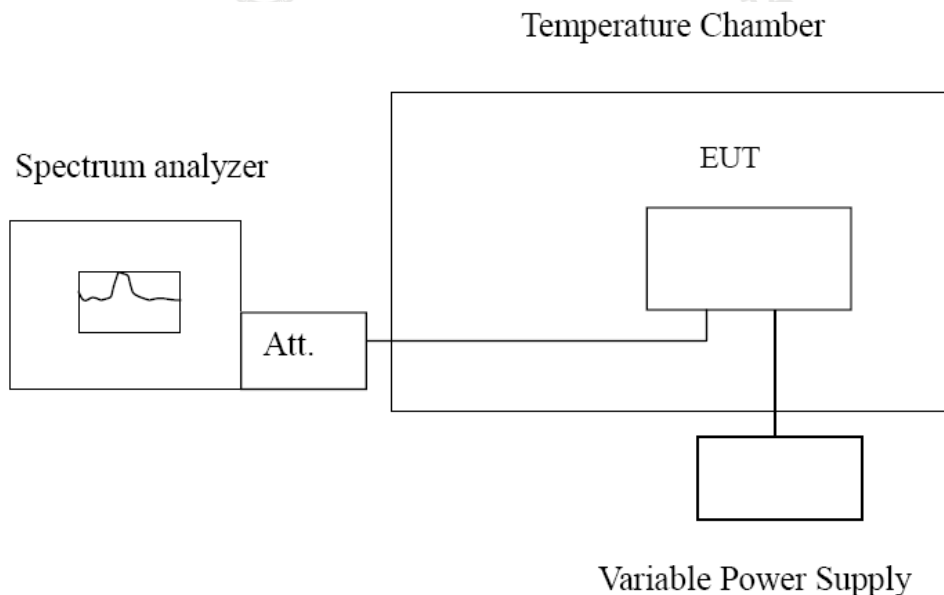 Temperature Chamber
Spectrum analyzer
EUT
Att.
Variable Power Supply